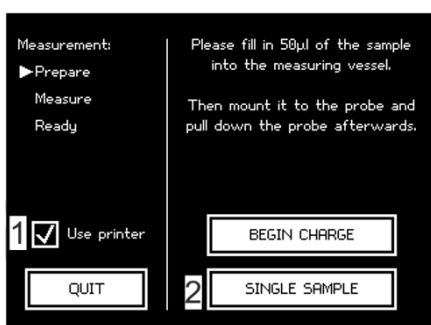 Measurement:
Prepare
Measure
Ready
1
Use printer
QUIT
Please fill in 50µl of the sample
into the measuring vessel.
Then mount it to the probe and
pull down the probe afterwards.
BEGIN CHARGE
2
SINGLE SAMPLE